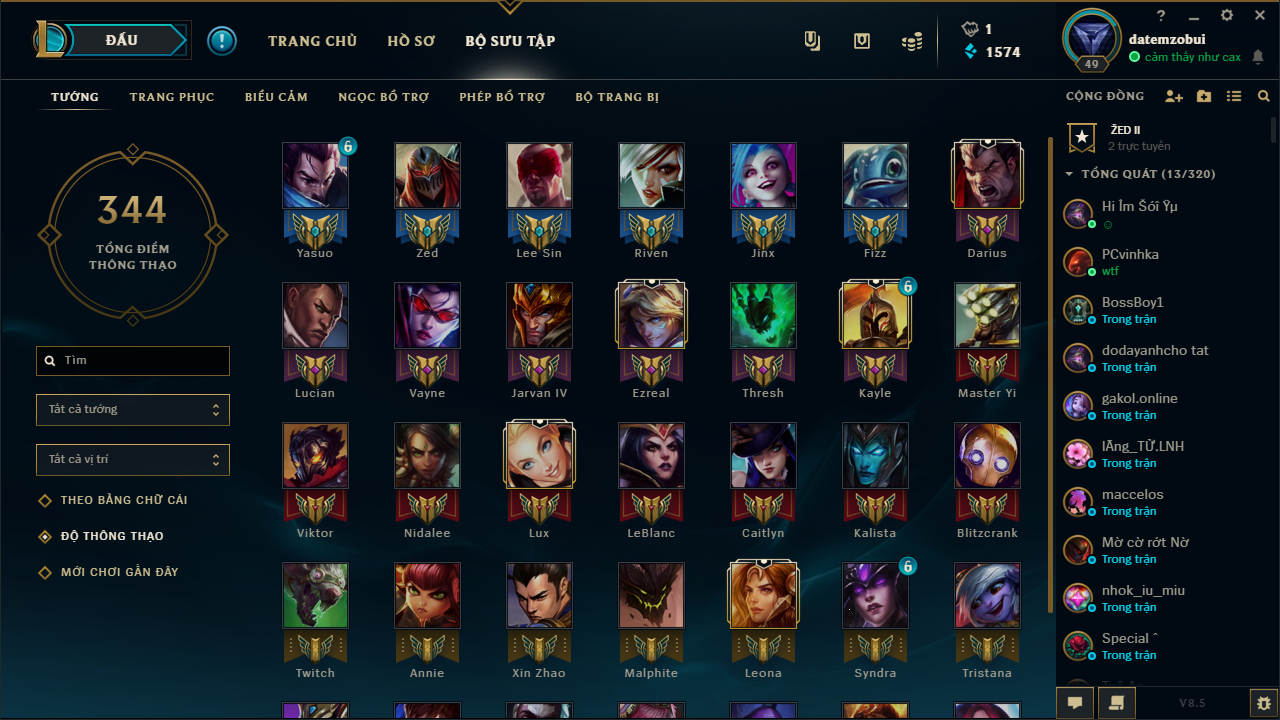 ĐẤU
TRANG CHỦ
HỒ SƠ
BỘ SƯU TẬP
1
1574
49
datemzobui
cảm thấy như cax
TƯỚNG
TRANG PHỤC
BIỂU CẢM
NGỌC BỔ TRỢ
PHÉP BỔ TRỢ
BỘ TRANG BỊ
CỘNG ĐỒNG
344
TỔNG ĐIỂM
THÔNG THẠO
Tìm
Tất cả tướng
Tất cả vị trí
THEO BẢNG CHỮ CÁI
ĐỘ THÔNG THẠO
MỚI CHƠI GẦN ĐÂY
6
Yasuo
Zed
Lee Sin
Riven
Jinx
Fizz
Darius
6
Lucian
Vayne
Jarvan IV
Ezreal
Thresh
Kayle
Master Yi
Viktor
Nidalee
Lux
LeBlanc
Caitlyn
Kalista
Blitzcrank
6
Twitch
Annie
Xin Zhao
Malphite
Leona
Syndra
Tristana
ŽED II
2 trực tuyến
TỔNG QUÁT (13/320)
Hi Ỉm Šóî Ỹµ
☺
PCvinhka
wtf
BossBoy1
Trong trận
dodayanhcho tat
Trong trận
gakol.online
Trong trận
lÃng_TỪ.LNH
Trong trận
maccelos
Trong trận
Mờ cờ rớt Nờ
Trong trận
nhok_iu_miu
Trong trận
Special ˆ
Trong trận
V8.5